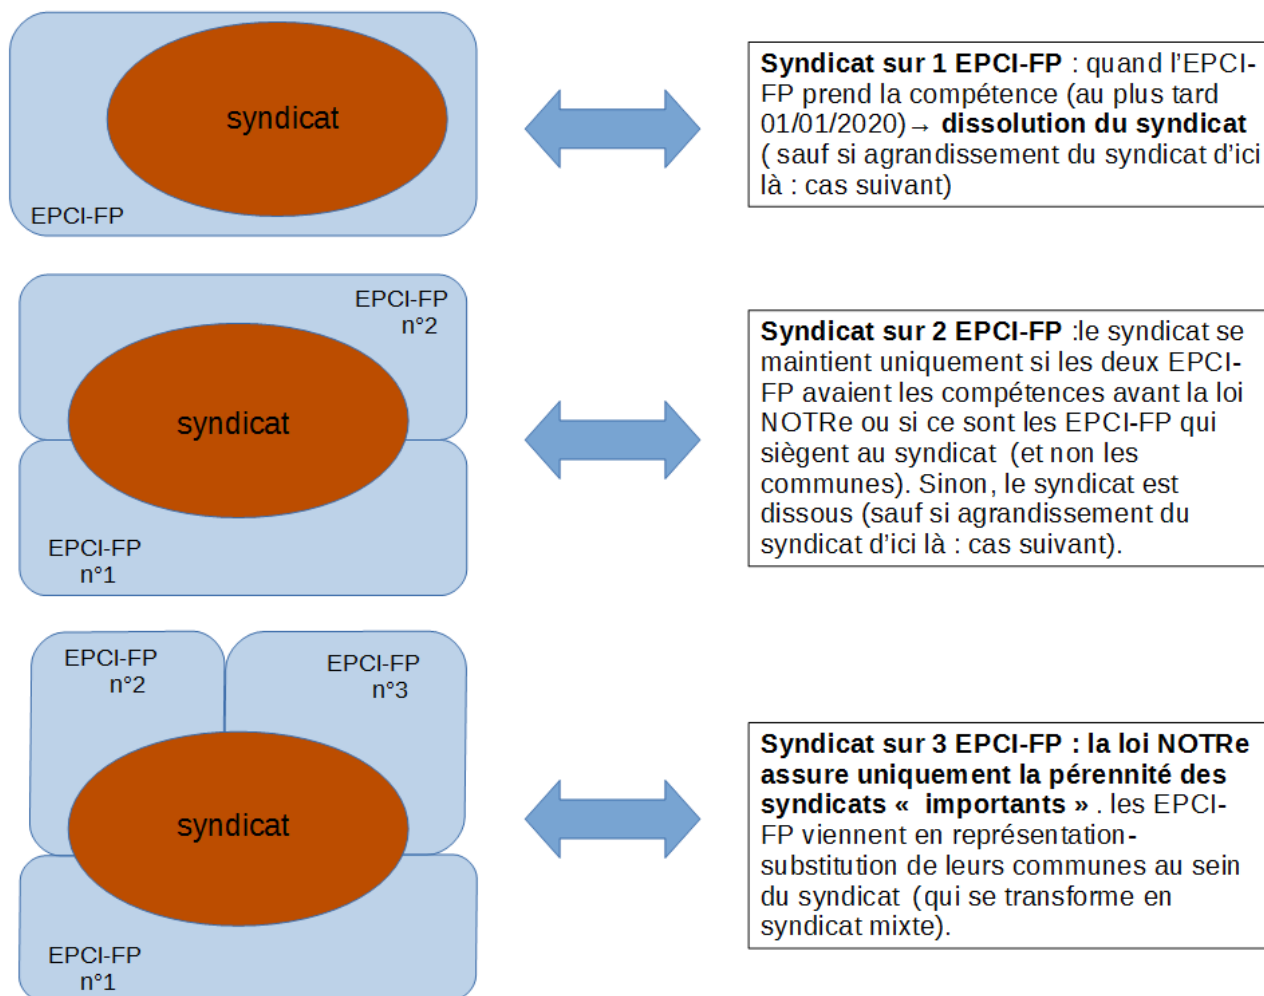 syndicat
EPCI-FP
Syndicat sur 1 EPCI-FP : quand l’EPCI-
FP prend la compétence (au plus tard
01/01/2020)→ dissolution du syndicat
( sauf si agrandissement du syndicat d’ici
là : cas suivant)
EPCI-FP
n°2
syndicat
EPCI-FP
n°1
Syndicat sur 2 EPCI-FP :le syndicat se
maintient uniquement si les deux EPCI-
FP avaient les compétences avant la loi
NOTRe ou si ce sont les EPCI-FP qui
siègent au syndicat (et non les
communes). Sinon, le syndicat est
dissous (sauf si agrandissement du
syndicat d’ici là : cas suivant).
EPCI-FP
n°2
EPCI-FP
n°3
syndicat
EPCI-FP
n°1
Syndicat sur 3 EPCI-FP : la loi NOTRe
assure uniquement la pérennité des
syndicats « importants » . les EPCI-
FP viennent en représentation-
substitution de leurs communes au sein
du syndicat (qui se transforme en
syndicat mixte).